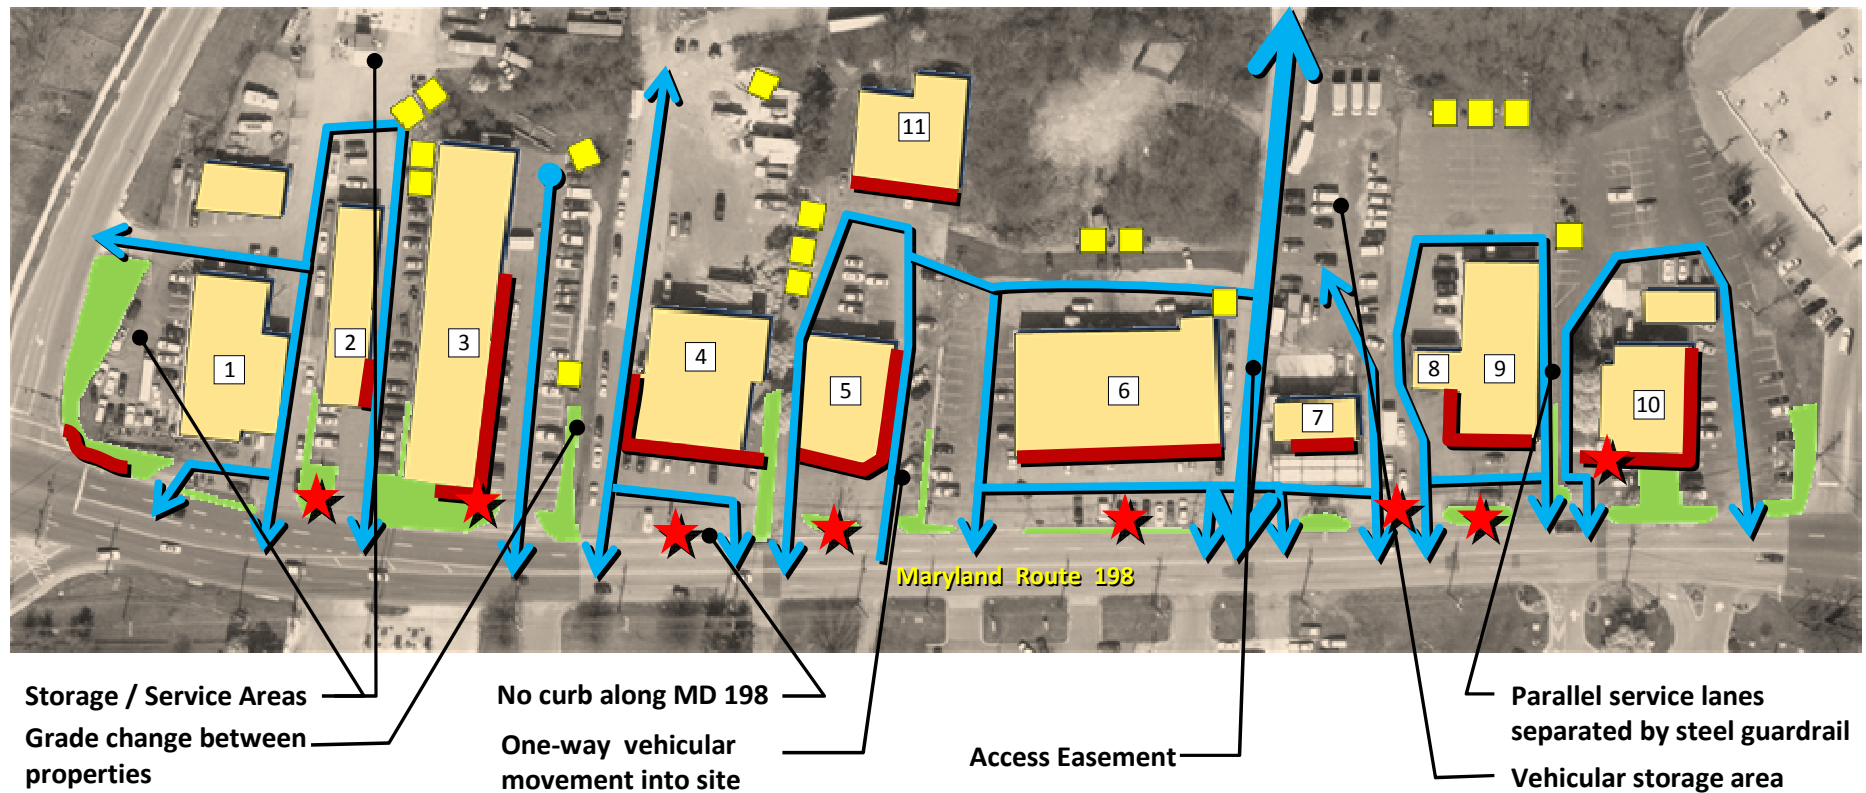 11
2
3
1
4
5
6
7
8
9
10
Maryland Route 198
Storage / Service Areas
Grade change between
properties
No curb along MD 198
One-way vehicular
movement into site
Access Easement
Parallel service lanes
separated by steel guardrail
Vehicular storage area